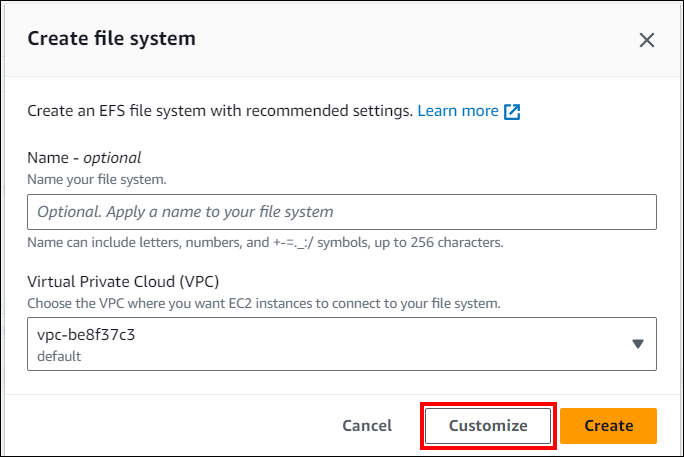 Create file system
Create an EFS file system with recommended settings. Learn more
Name - optional
Name your file system.
Optional. Apply a name to your file system
Name can include letters, numbers, and +-=._:/ symbols, up to 256 characters.
Virtual Private Cloud (VPC)
Choose the VPC where you want EC2 instances to connect to your file system.
vpc-be8f37c3
default
Cancel Customize Create